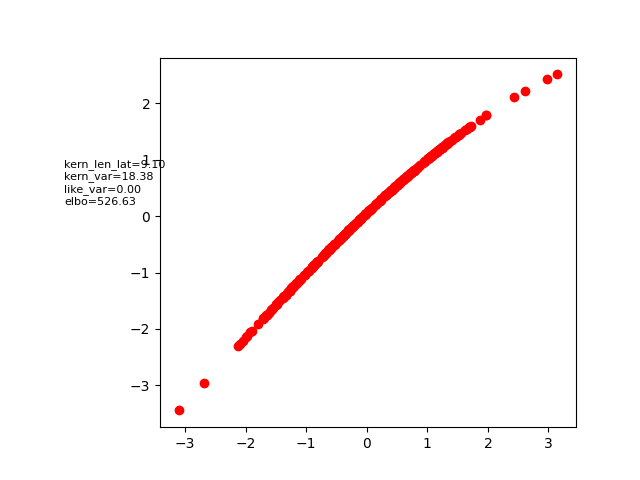 2
1
0
−1
−2
−3
kern_len_lat=9.10
kern_var=18.38
like_var=0.00
elbo=526.63
−3 −2 −1 0 1 2 3